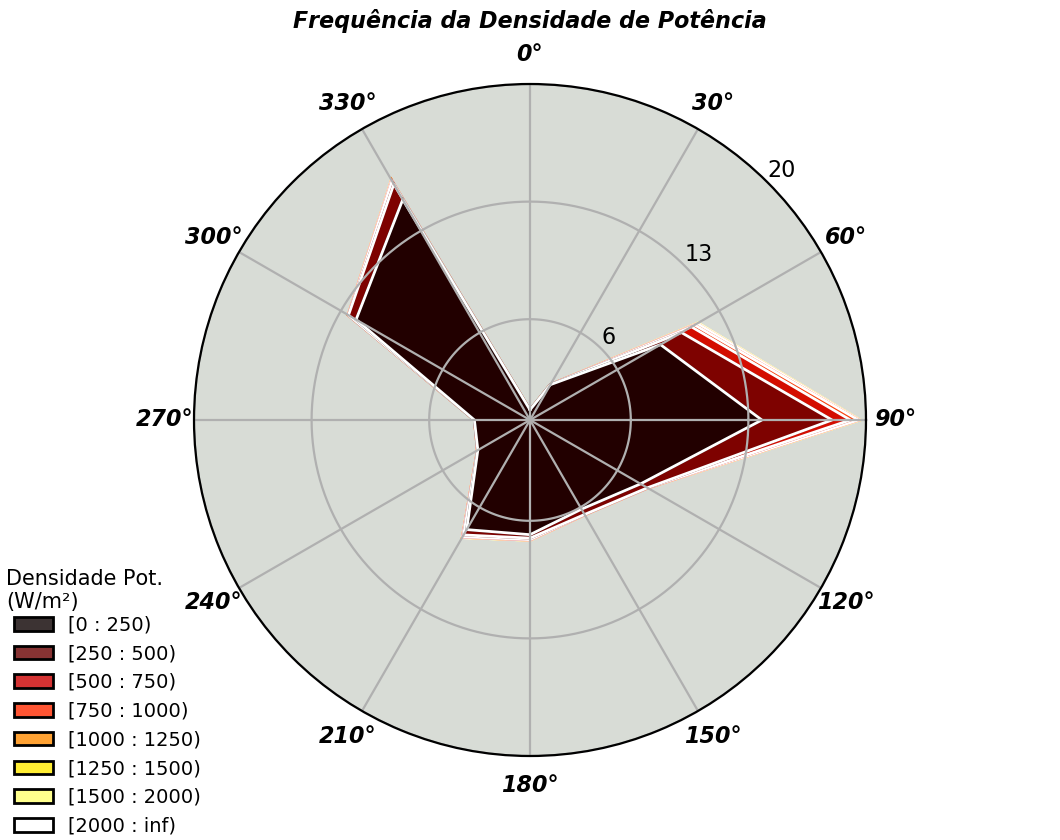 Frequência da Densidade de Potência
0°
330°
30°
20
300°
60°
13
6
270°
90°
240°
120°
210°
150°
180°
Densidade Pot.
(W/m²)
[0 : 250)
[250 : 500)
[500 : 750)
[750 : 1000)
[1000 : 1250)
[1250 : 1500)
[1500 : 2000)
[2000 : inf)